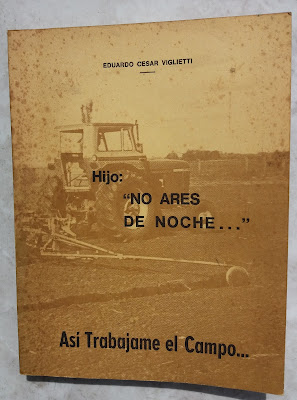 EDUARDO CESAR VIGLIETTI
Hijo:
"NO ARES
DE NOCHE..."
Así Trabajame el Campo...